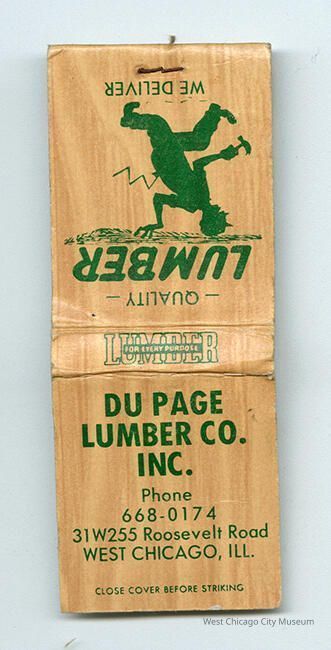 WE DELIVER
LUMBER
— QUALITY —
LUMBER
FOR EVERY PURPOSE
DU PAGE
LUMBER CO.
INC.
Phone
668-0174
31W255 Roosevelt Road
WEST CHICAGO, ILL.
CLOSE COVER BEFORE STRIKING
West Chicago City Museum